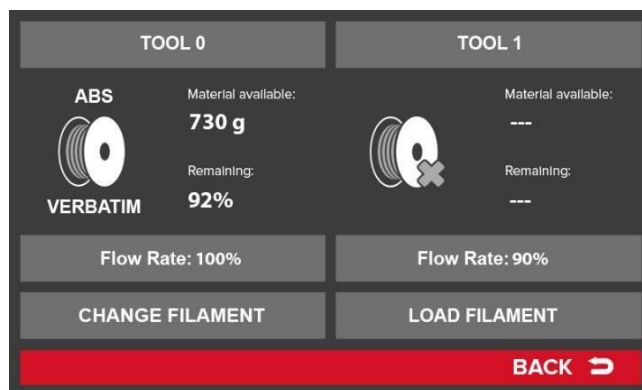 TOOL 0
TOOL 1
ABS
Material available:
730 g
Remaining:
92%
VERBATIM
Material available:
---
Remaining:
---
Flow Rate: 100%
Flow Rate: 90%
CHANGE FILAMENT
LOAD FILAMENT
BACK